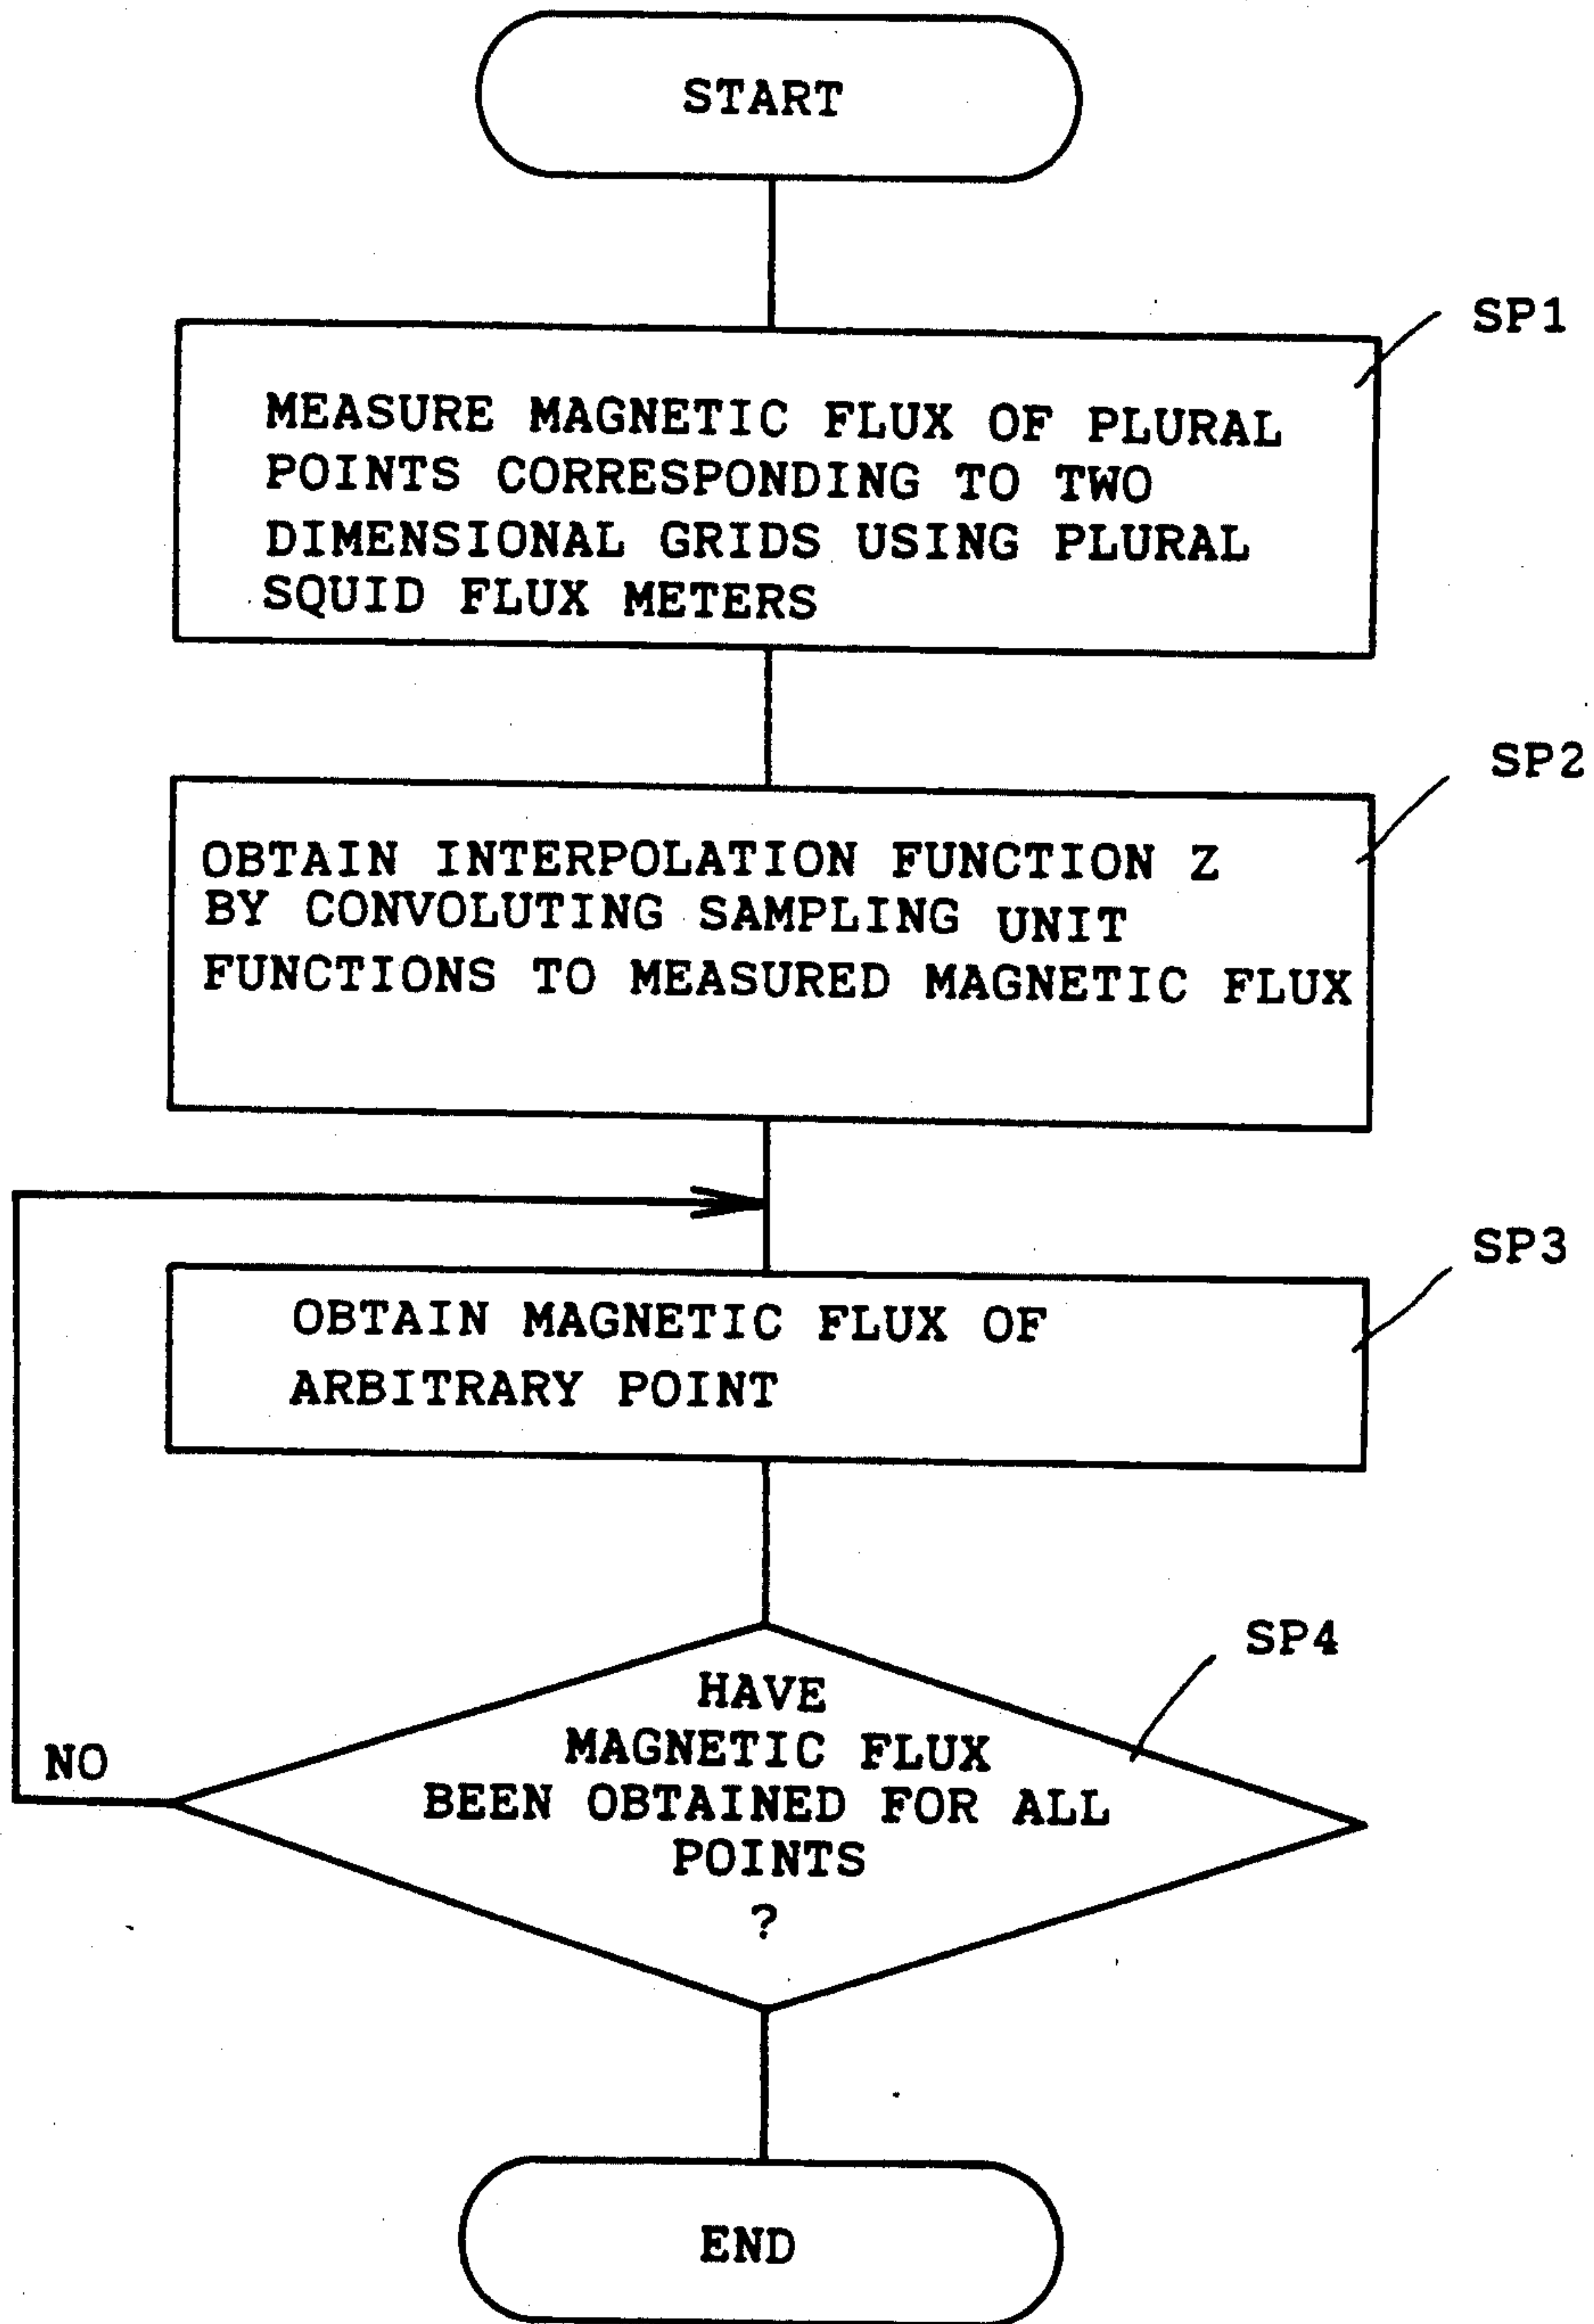 START
SP1
MEASURE MAGNETIC FLUX OF PLURAL
POINTS CORRESPONDING TO TWO
DIMENSIONAL GRIDS USING PLURAL
SQUID FLUX METERS
SP2
OBTAIN INTERPOLATION FUNCTION Z
BY CONVOLUTING SAMPLING UNIT
FUNCTIONS TO MEASURED MAGNETIC FLUX
SP3
OBTAIN MAGNETIC FLUX OF
ARBITRARY POINT
SP4
HAVE
MAGNETIC FLUX
BEEN OBTAINED FOR ALL
POINTS
?
NO
END